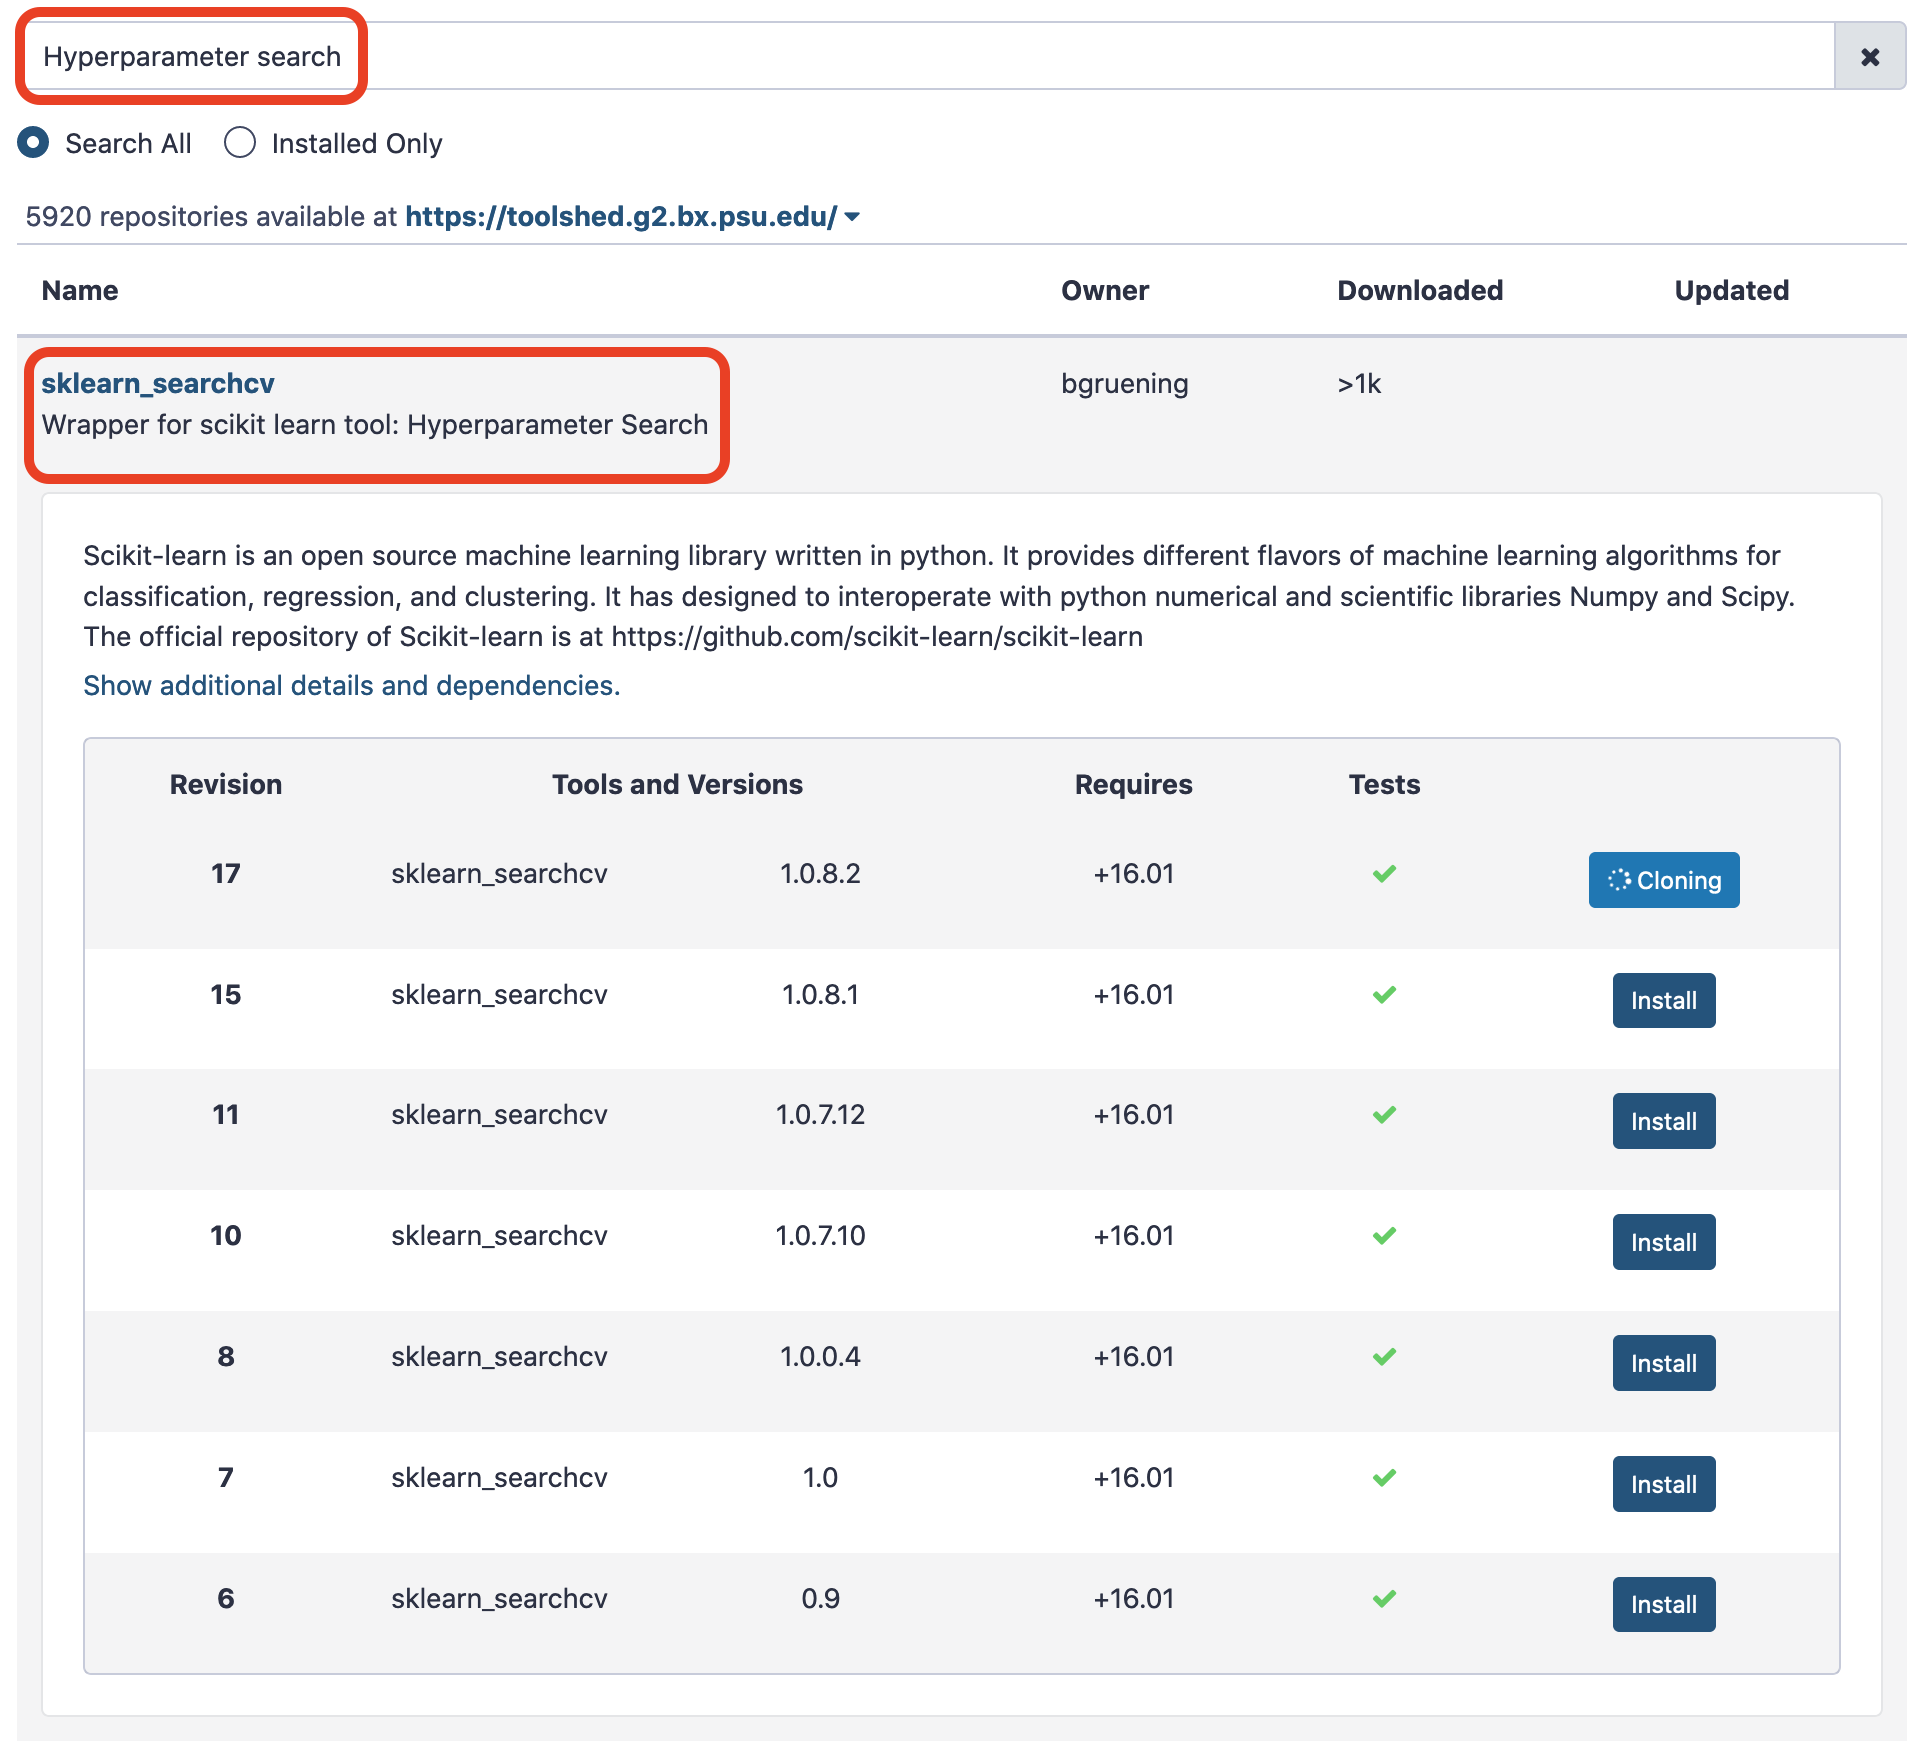 Hyperparameter search
Search All Installed Only
5920 repositories available at https://toolshed.g2.bx.psu.edu/
Name Owner Downloaded Updated
sklearn_searchcv bgruening >1k
Wrapper for scikit learn tool: Hyperparameter Search
Scikit-learn is an open source machine learning library written in python. It provides different flavors of machine learning algorithms for
classification, regression, and clustering. It has designed to interoperate with python numerical and scientific libraries Numpy and Scipy.
The official repository of Scikit-learn is at https://github.com/scikit-learn/scikit-learn
Show additional details and dependencies.
Revision Tools and Versions Requires Tests
17 sklearn_searchcv 1.0.8.2 +16.01 Cloning
15 sklearn_searchcv 1.0.8.1 +16.01 Install
11 sklearn_searchcv 1.0.7.12 +16.01 Install
10 sklearn_searchcv 1.0.7.10 +16.01 Install
8 sklearn_searchcv 1.0.0.4 +16.01 Install
7 sklearn_searchcv 1.0 +16.01 Install
6 sklearn_searchcv 0.9 +16.01 Install